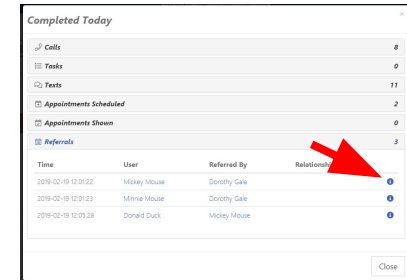 Completed Today
×
Calls 8
Tasks 0
Texts 11
Appointments Scheduled 2
Appointments Shown 0
Referrals 3
Time User Referred By Relationship
2019-02-19 12:01:22 Mickey Mouse Dorothy Gale
2019-02-19 12:01:23 Minnie Mouse Dorothy Gale
2019-02-19 12:05:28 Donald Duck Mickey Mouse
Close